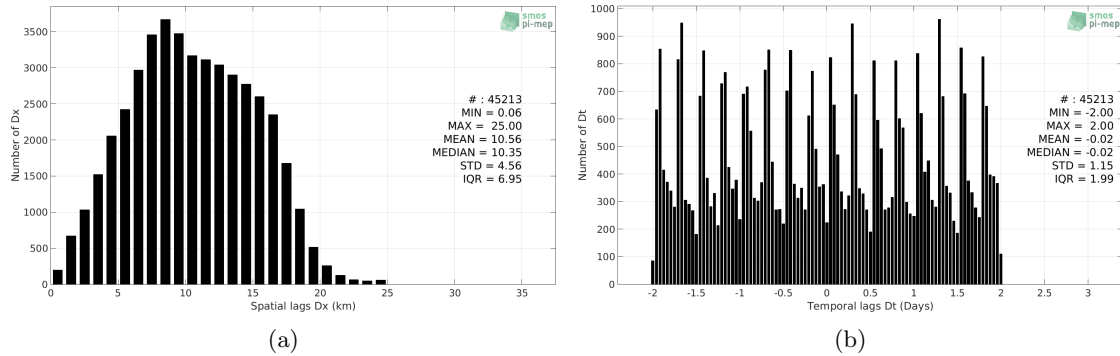 smos
pi-mep
3500
3000
2500
2000
1500
1000
500
0
Number of Dx
# : 45213
MIN = 0.06
MAX = 25.00
MEAN = 10.56
MEDIAN = 10.35
STD = 4.56
IQR = 6.95
0 5 10 15 20 25 30 35
Spatial lags Dx (km)
(a)
smos
pi-mep
1000
900
800
700
600
500
400
300
200
100
0
Number of Dt
# : 45213
MIN = -2.00
MAX = 2.00
MEAN = -0.02
MEDIAN = -0.02
STD = 1.15
IQR = 1.99
-2 -1.5 -1 -0.5 0 0.5 1 1.5 2 2.5 3
Temporal lags Dt (Days)
(b)